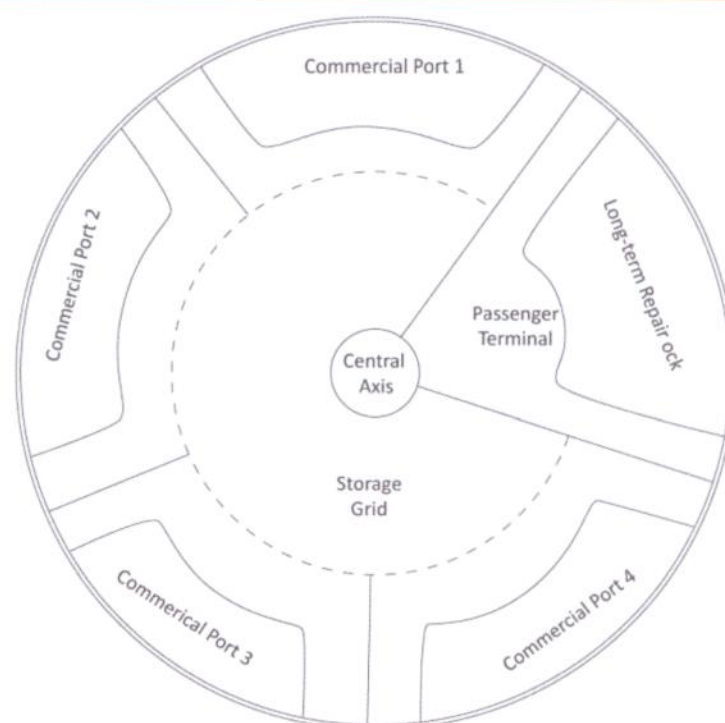 Commercial Port 1
Commercial Port 2
Long-term Repair ock
Passenger
Terminal
Central
Axis
Storage
Grid
Commerical Port 3
Commercial Port 4